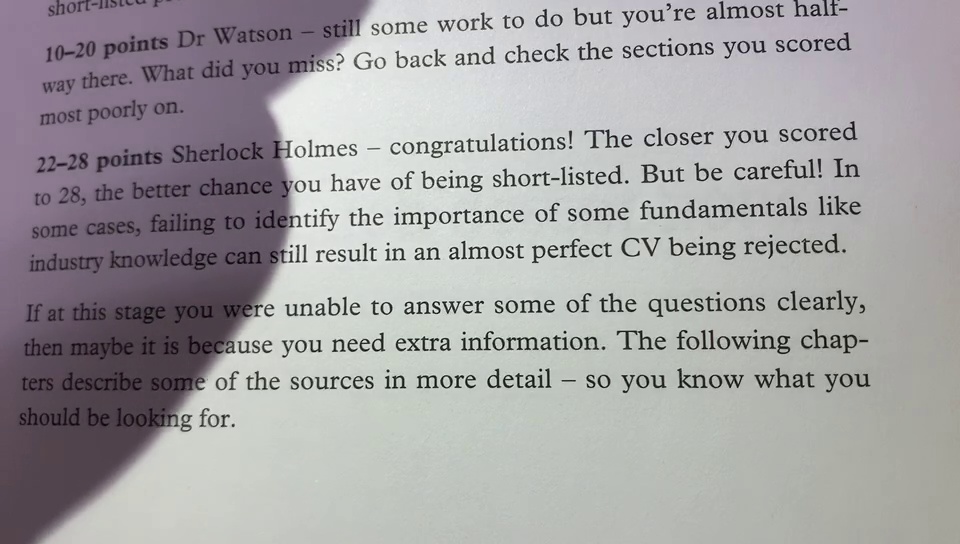 short-listed
10–20 points Dr Watson – still some work to do but you're almost half-
way there. What did you miss? Go back and check the sections you scored
most poorly on.
22–28 points Sherlock Holmes – congratulations! The closer you scored
to 28, the better chance you have of being short-listed. But be careful! In
some cases, failing to identify the importance of some fundamentals like
industry knowledge can still result in an almost perfect CV being rejected.
If at this stage you were unable to answer some of the questions clearly,
then maybe it is because you need extra information. The following chap-
ters describe some of the sources in more detail – so you know what you
should be looking for.